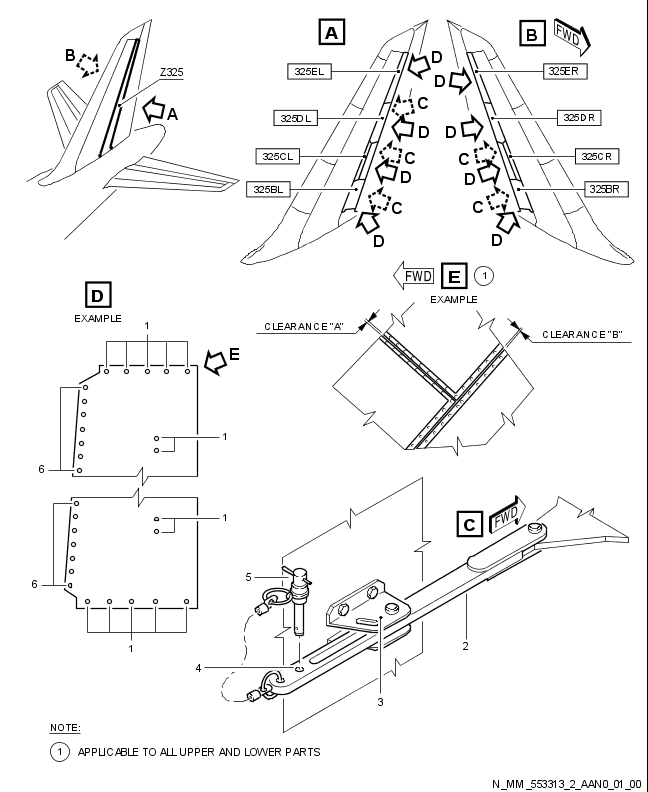 B
Z325
A
A
B
FWD
325EL
325DL
325CL
325BL
D
C
D
C
D
C
D
325ER
325DR
325CR
325BR
D
D
C
D
C
D
FWD
E
1
EXAMPLE
CLEARANCE "A"
CLEARANCE "B"
D
EXAMPLE
1
E
1
6
1
6
1
C
FWD
5
4
2
3
NOTE:
1 APPLICABLE TO ALL UPPER AND LOWER PARTS
N_MM_553313_2_AAN0_01_00